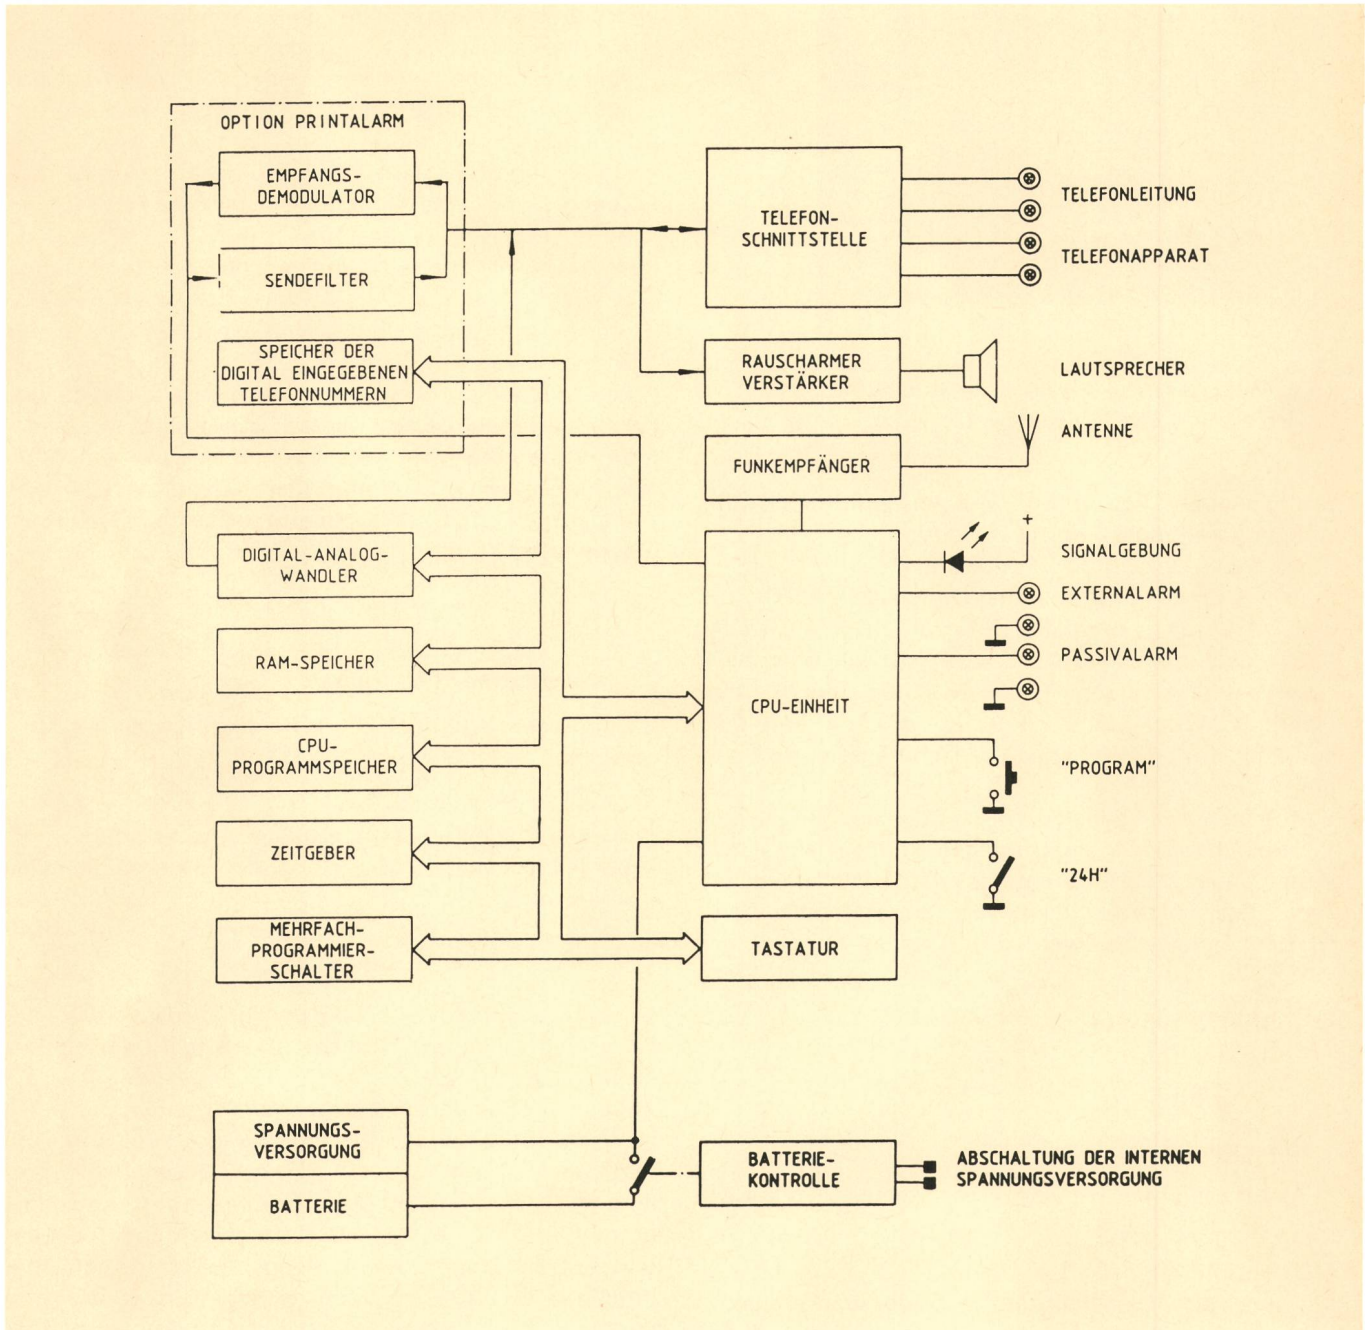 OPTION PRINTALARM
EMPFANGS-
DEMODULATOR
SENDEFILTER
SPEICHER DER
DIGITAL EINGEGEBENEN
TELEFONNUMMERN
TELEFON-
SCHNITTSTELLE
TELEFONLEITUNG
TELEFONAPPARAT
RAUSCHARMER
VERSTÄRKER
LAUTSPRECHER
FUNKEMPFÄNGER
ANTENNE
DIGITAL-ANALOG-
WANDLER
RAM-SPEICHER
CPU-
PROGRAMMSPEICHER
ZEITGEBER
MEHRFACH-
PROGRAMMIER-
SCHALTER
CPU-EINHEIT
+
SIGNALGEBUNG
EXTERNALARM
PASSIVALARM
"PROGRAM"
"24H"
TASTATUR
SPANNUNGS-
VERSORGUNG
BATTERIE
BATTERIE-
KONTROLLE
ABSCHALTUNG DER INTERNEN
SPANNUNGSVERSORGUNG